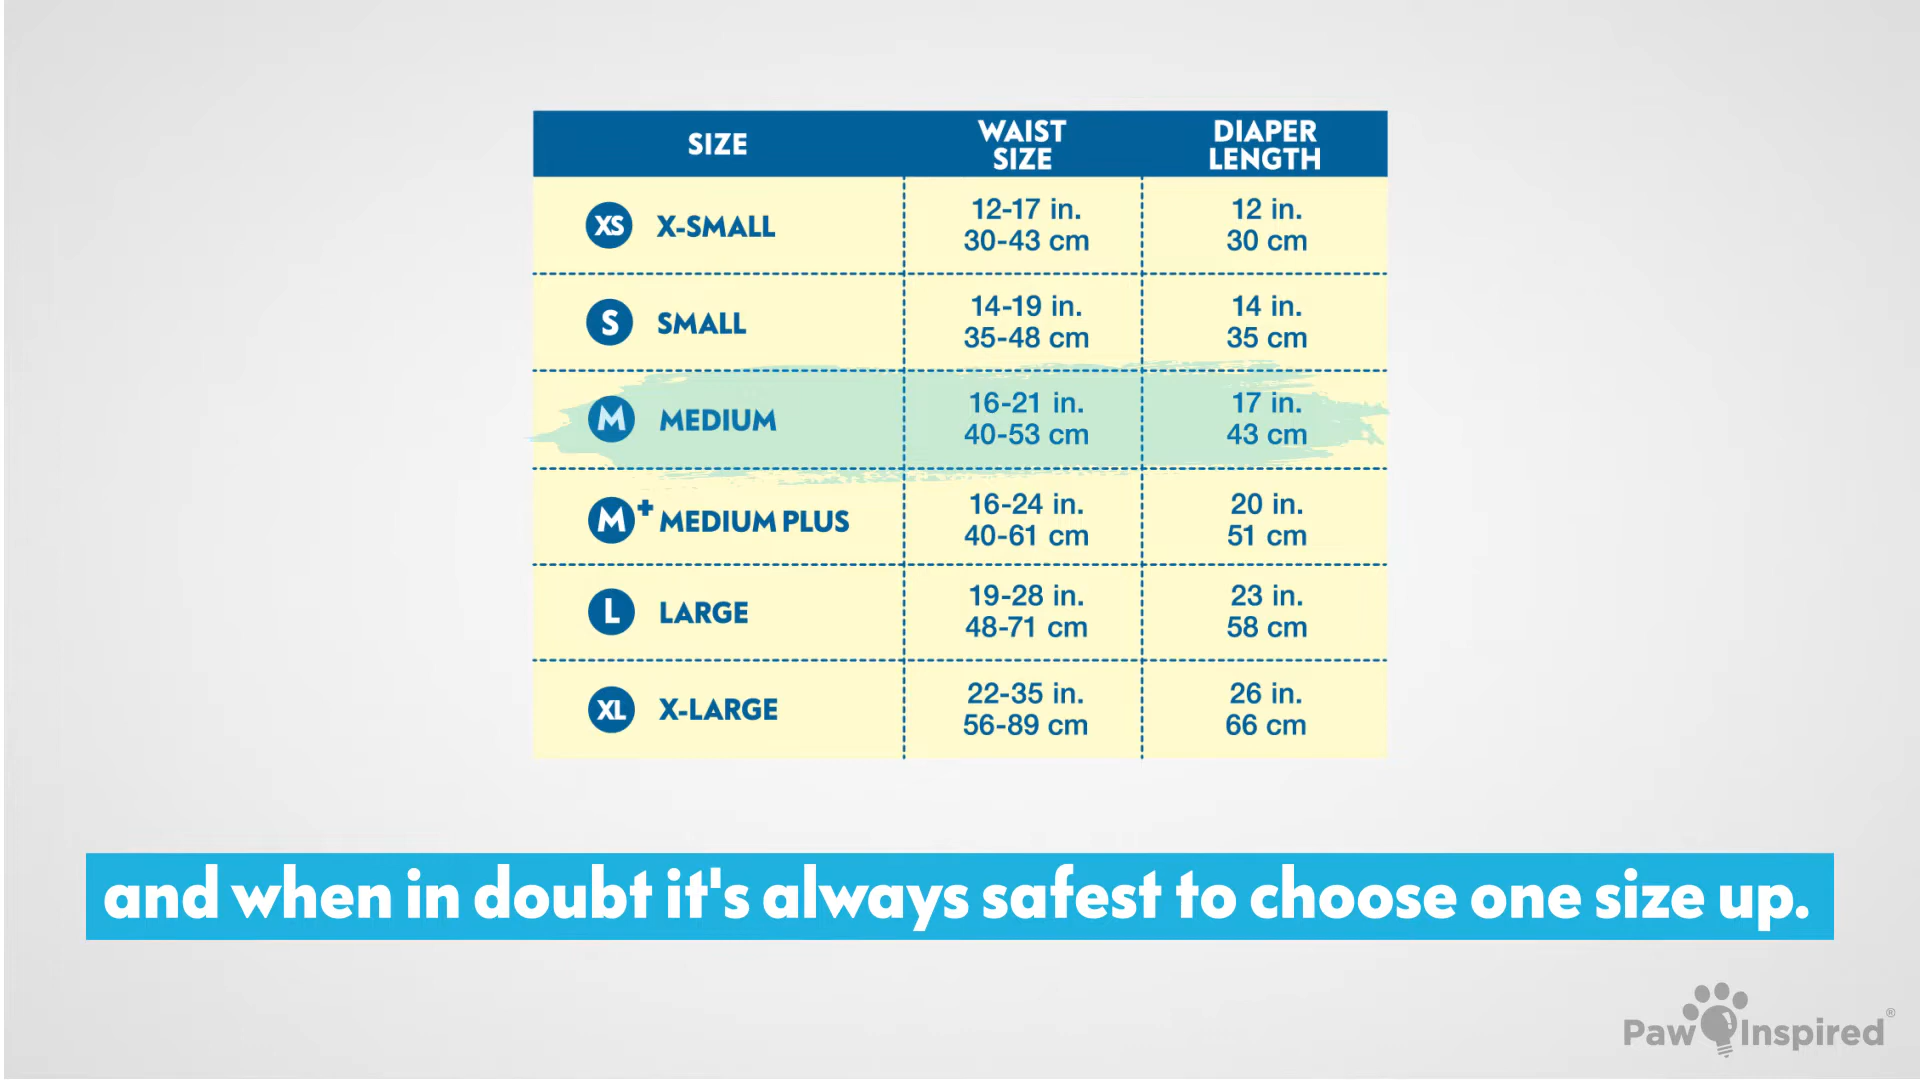 SIZE
WAIST
SIZE
DIAPER
LENGTH
XS X-SMALL
12-17 in.
30-43 cm
12 in.
30 cm
S SMALL
14-19 in.
35-48 cm
14 in.
35 cm
M MEDIUM
16-21 in.
40-53 cm
17 in.
43 cm
M+ MEDIUM PLUS
16-24 in.
40-61 cm
20 in.
51 cm
L LARGE
19-28 in.
48-71 cm
23 in.
58 cm
XL X-LARGE
22-35 in.
56-89 cm
26 in.
66 cm
and when in doubt it's always safest to choose one size up.
Paw Inspired®